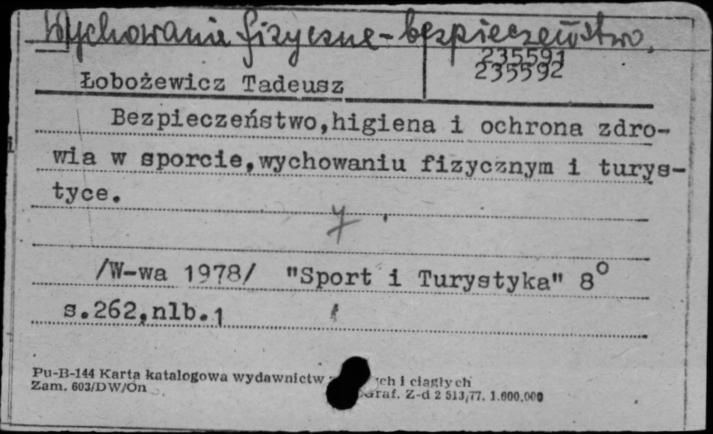 Wychowanie fizyczne - bezpieczeństwo.
235591
235592
Łobożewicz Tadeusz
Bezpieczeństwo,higiena i ochrona zdro-
wia w sporcie,wychowaniu fizycznym i turys-
tyce.
7
/W-wa 1978/ "Sport i Turystyka" 8°
s.262,nlb.1
Pu-B-144 Karta katalogowa wydawnictw i ciągłych
Zam. 603/DW/On Z-d 2 513/77. 1.600.000